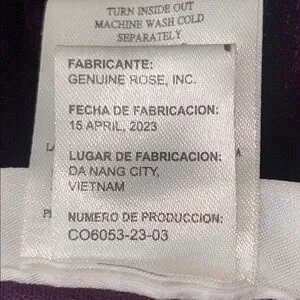 TURN INSIDE OUT
MACHINE WASH COLD
SEPARATELY
FABRICANTE:
GENUINE ROSE, INC.
FECHA DE FABRICACION:
15 APRIL, 2023
LUGAR DE FABRICACION:
DA NANG CITY,
VIETNAM
NUMERO DE PRODUCCION:
CO6053-23-03